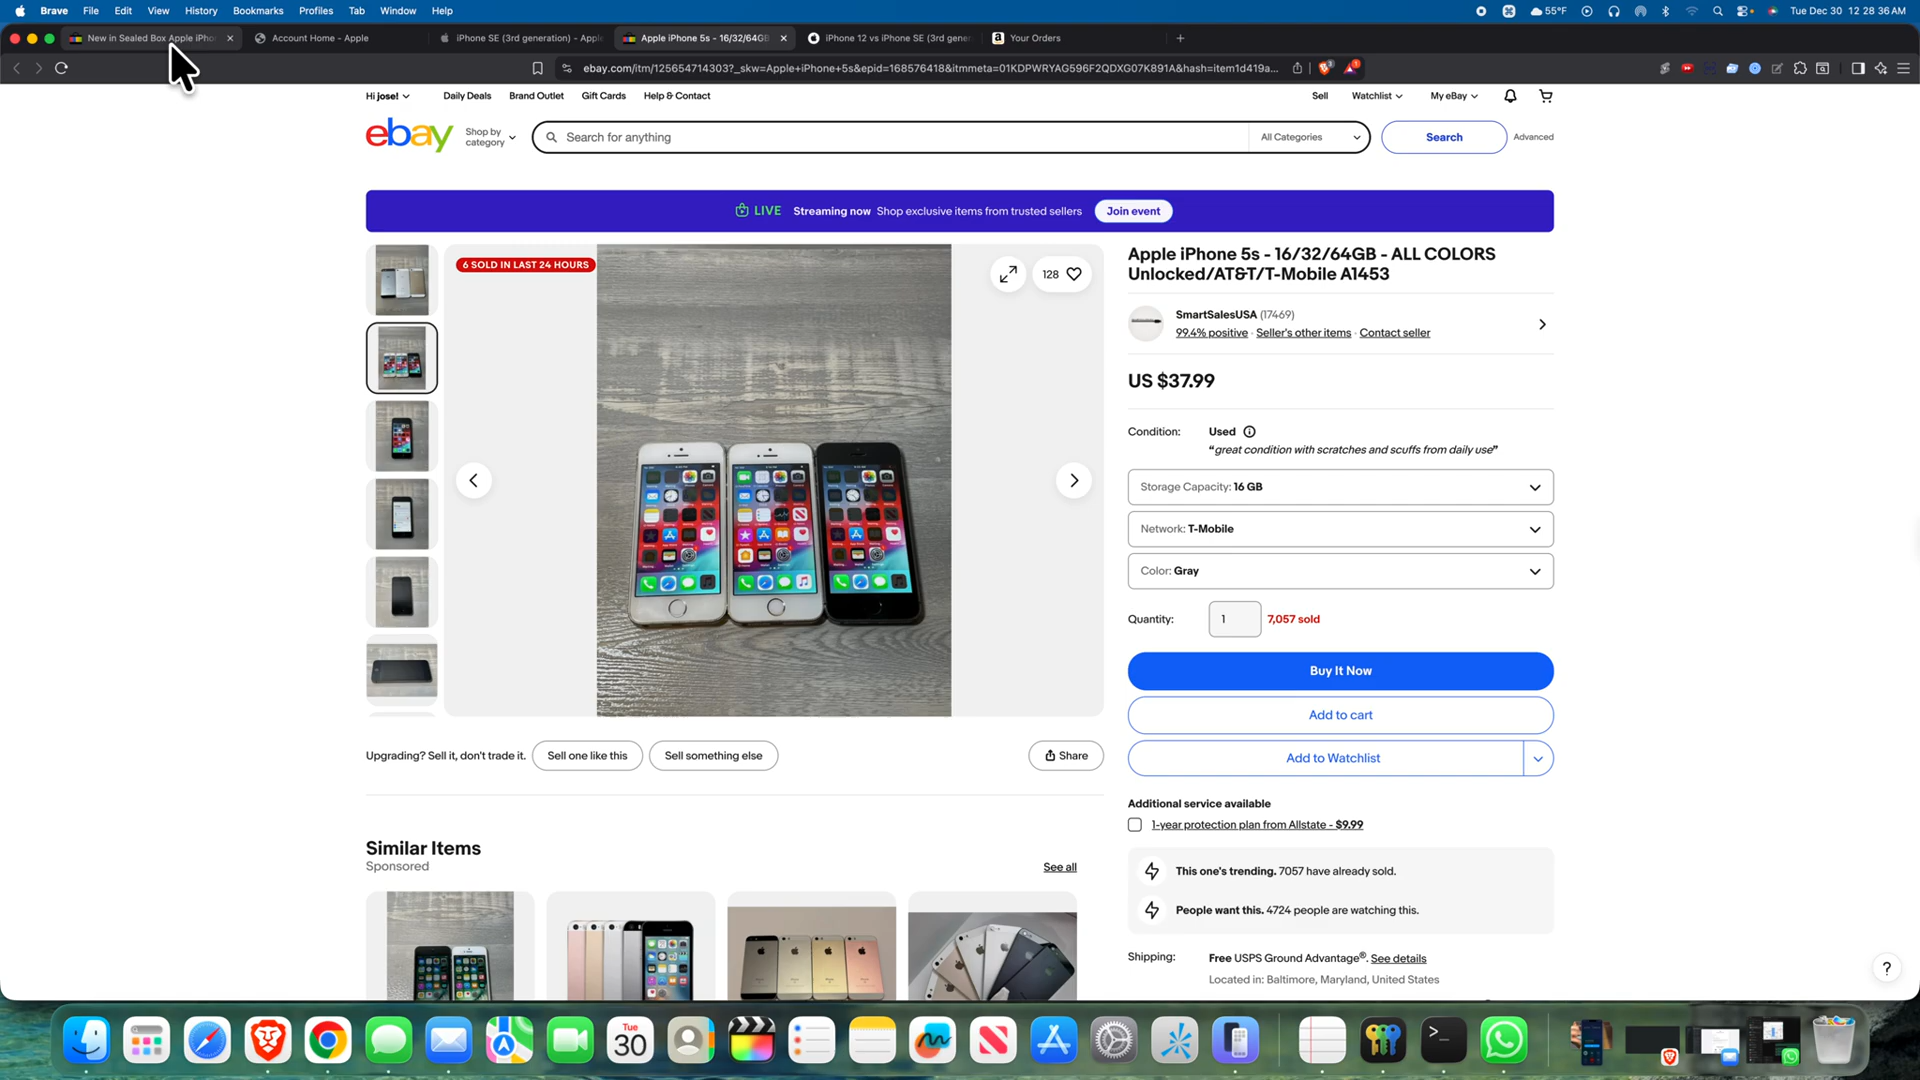 Brave File Edit View History Bookmarks Profiles Tab Window Help
55°F Tue Dec 30 12 28 36 AM
New in Sealed Box Apple iPho
Account Home - Apple
iPhone SE (3rd generation) - Apple
Apple iPhone 5s - 16/32/64GB
iPhone 12 vs iPhone SE (3rd gener
Your Orders
ebay.com/itm/125654714303?_skw=Apple+iPhone+5s&epid=168576418&itmmeta=01KDPWRYAG596F2QDXG07K891A&hash=item1d419a...
Hi jose! Daily Deals Brand Outlet Gift Cards Help & Contact
Sell Watchlist My eBay
ebay
Shop by category
Search for anything
All Categories
Search
Advanced
LIVE Streaming now Shop exclusive items from trusted sellers Join event
6 SOLD IN LAST 24 HOURS
128
Apple iPhone 5s - 16/32/64GB - ALL COLORS
Unlocked/AT&T/T-Mobile A1453
SmartSalesUSA (17469)
99.4% positive · Seller's other items · Contact seller
US $37.99
Condition: Used
"great condition with scratches and scuffs from daily use"
Storage Capacity: 16 GB
Network: T-Mobile
Color: Gray
Quantity: 1 7,057 sold
Buy It Now
Add to cart
Add to Watchlist
Upgrading? Sell it, don't trade it. Sell one like this Sell something else
Share
Additional service available
1-year protection plan from Allstate - $9.99
Similar Items
Sponsored
See all
This one's trending. 7057 have already sold.
People want this. 4724 people are watching this.
Shipping: Free USPS Ground Advantage®. See details
Located in: Baltimore, Maryland, United States
?
Tue
30